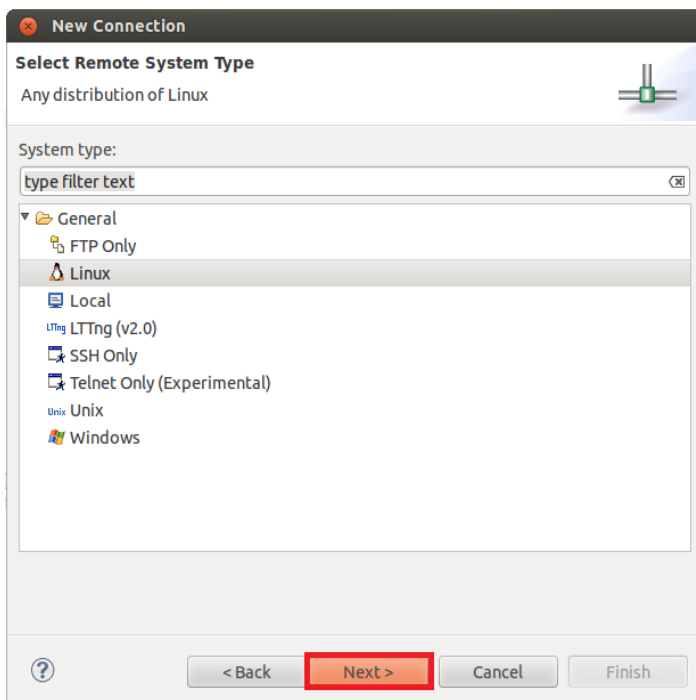 New Connection
Select Remote System Type
Any distribution of Linux
System type:
type filter text
General
FTP Only
Linux
Local
LTTng LTTng (v2.0)
SSH Only
Telnet Only (Experimental)
Unix Unix
Windows
? < Back Next > Cancel Finish